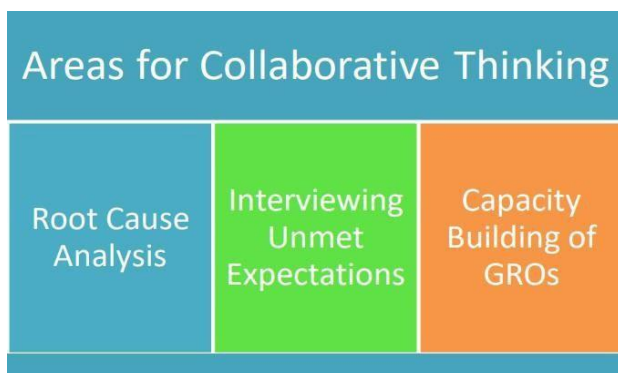 Areas for Collaborative Thinking
Root Cause
Analysis
Interviewing
Unmet
Expectations
Capacity
Building of
GROs